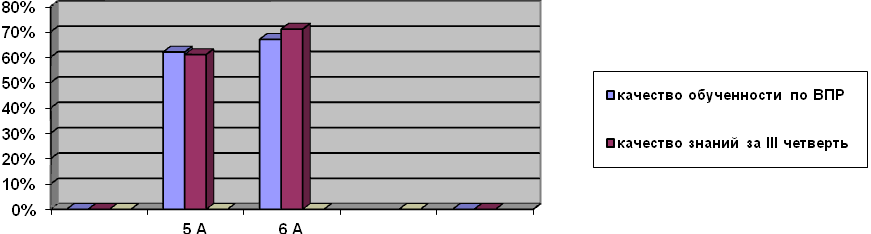 80%
70%
60%
50%
40%
30%
20%
10%
0%
5 А
6 А
качество обученности по ВПР
качество знаний за III четверть